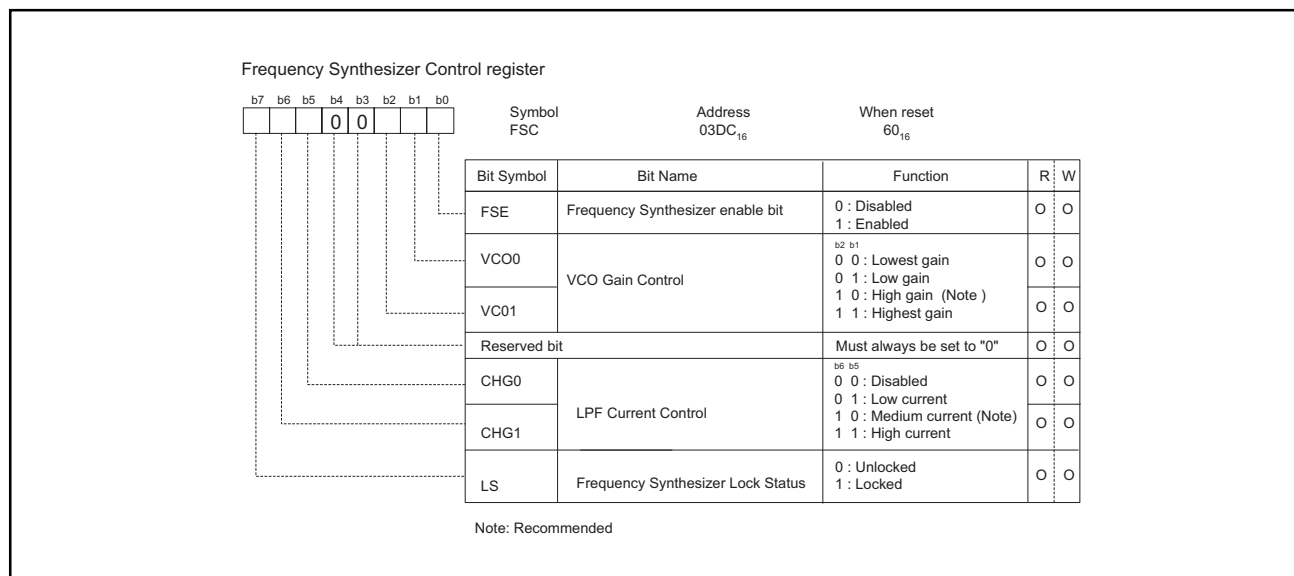 Frequency Synthesizer Control register
b7 b6 b5 b4 b3 b2 b1 b0
0 0
Symbol Address When reset
FSC 03DC16 6016
Bit Symbol Bit Name Function R W
FSE Frequency Synthesizer enable bit 0 : Disabled O O
1 : Enabled
VCO0 VCO Gain Control b2 b1 O O
0 0 : Lowest gain
0 1 : Low gain
VC01 1 0 : High gain (Note ) O O
1 1 : Highest gain
Reserved bit Must always be set to "0" O O
CHG0 LPF Current Control b6 b5 O O
0 0 : Disabled
0 1 : Low current
CHG1 1 0 : Medium current (Note) O O
1 1 : High current
LS Frequency Synthesizer Lock Status 0 : Unlocked O O
1 : Locked
Note: Recommended